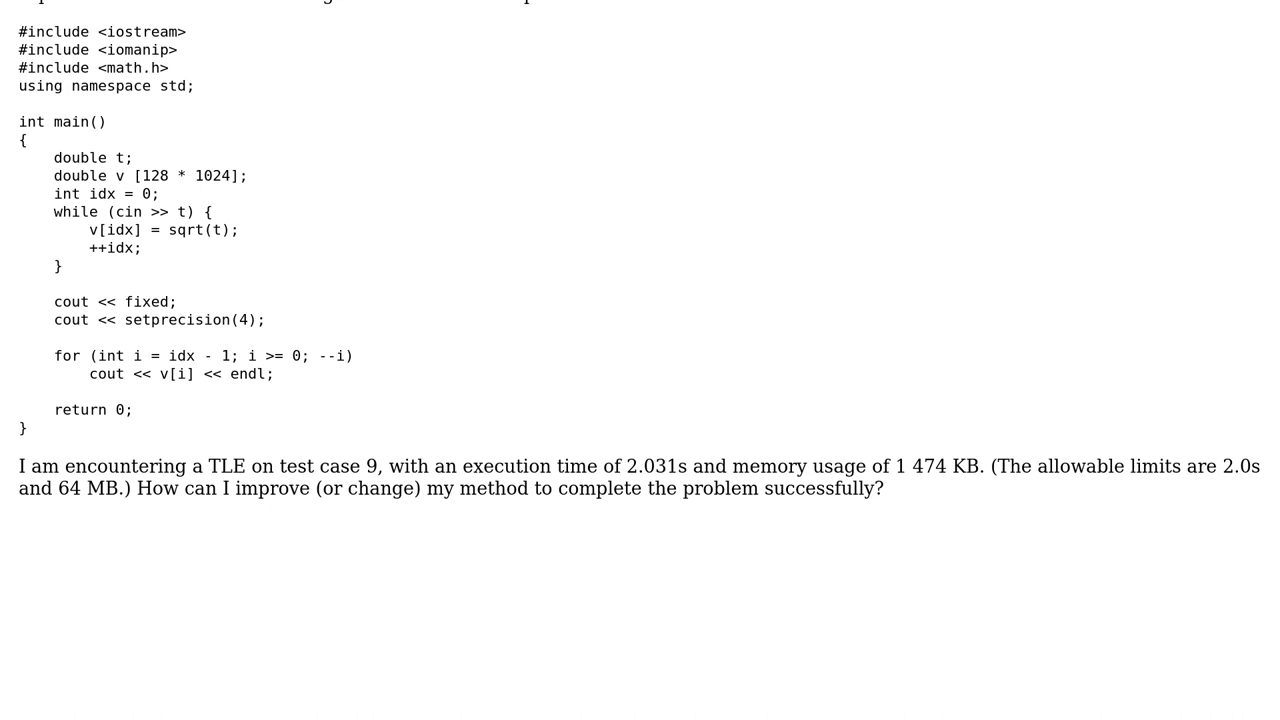 #include <iostream>
#include <iomanip>
#include <math.h>
using namespace std;

int main()
{
    double t;
    double v [128 * 1024];
    int idx = 0;
    while (cin >> t) {
        v[idx] = sqrt(t);
        ++idx;
    }

    cout << fixed;
    cout << setprecision(4);

    for (int i = idx - 1; i >= 0; --i)
        cout << v[i] << endl;

    return 0;
}

I am encountering a TLE on test case 9, with an execution time of 2.031s and memory usage of 1 474 KB. (The allowable limits are 2.0s
and 64 MB.) How can I improve (or change) my method to complete the problem successfully?